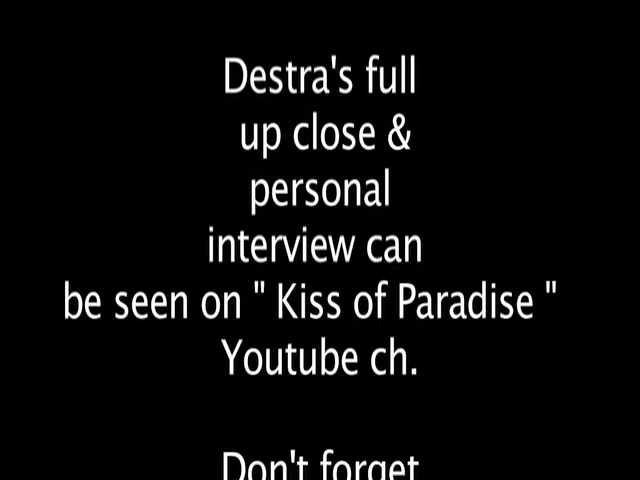 Destra's full
up close &
personal
interview can
be seen on " Kiss of Paradise "
Youtube ch.
Don't forget